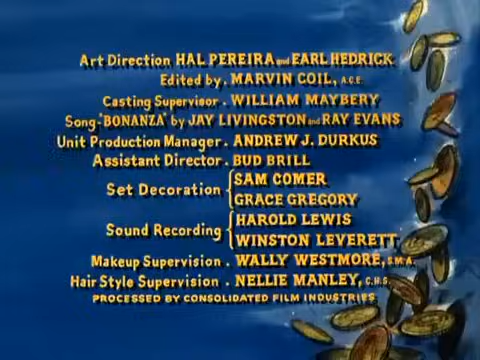 Art Direction HAL PEREIRA and EARL HEDRICK
Edited by. MARVIN COIL, A.C.E.
Casting Supervisor. WILLIAM MAYBERY
Song-"BONANZA" by JAY LIVINGSTON and RAY EVANS
Unit Production Manager. ANDREW J. DURKUS
Assistant Director. BUD BRILL
Set Decoration { SAM COMER
GRACE GREGORY
Sound Recording { HAROLD LEWIS
WINSTON LEVERETT
Makeup Supervision. WALLY WESTMORE, S.M.A.
Hair Style Supervision. NELLIE MANLEY, C.H.S.
PROCESSED BY CONSOLIDATED FILM INDUSTRIES